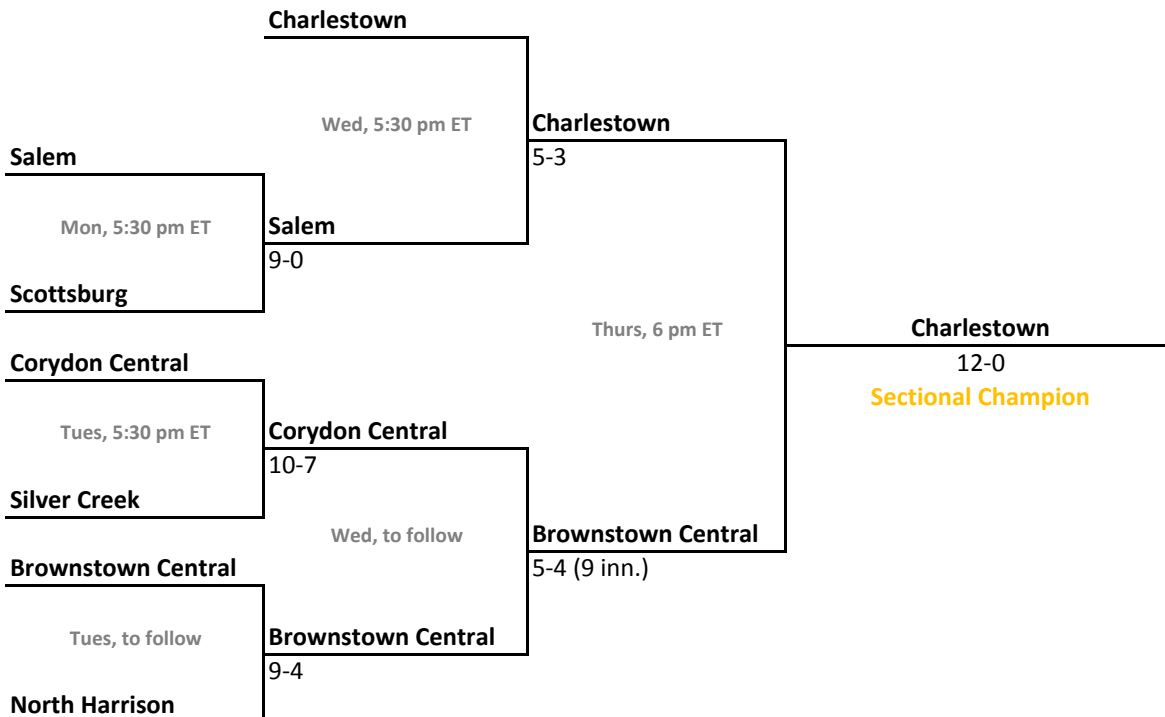 Charlestown
Wed, 5:30 pm ET
Charlestown
5-3
Salem
Mon, 5:30 pm ET
Salem
9-0
Scottsburg
Thurs, 6 pm ET
Charlestown
12-0
Sectional Champion
Corydon Central
Tues, 5:30 pm ET
Corydon Central
10-7
Silver Creek
Wed, to follow
Brownstown Central
5-4 (9 inn.)
Brownstown Central
Tues, to follow
Brownstown Central
9-4
North Harrison